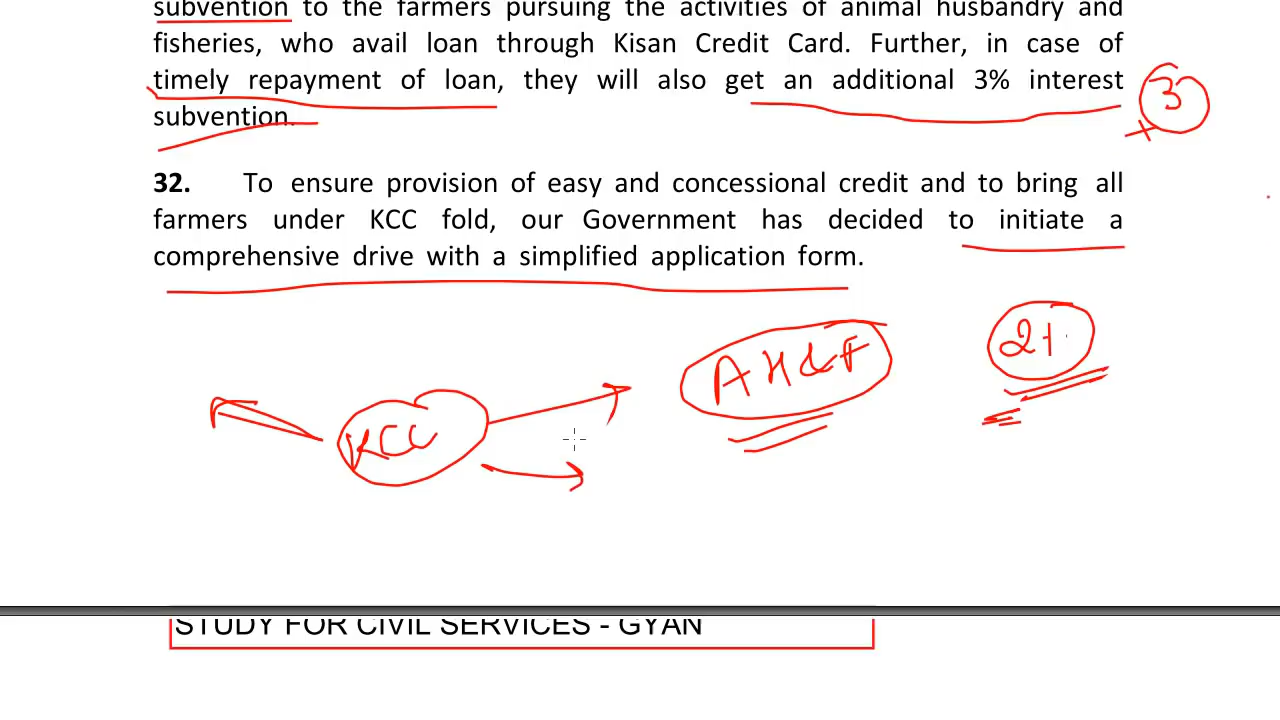 subvention to the farmers pursuing the activities of animal husbandry and
fisheries, who avail loan through Kisan Credit Card. Further, in case of
timely repayment of loan, they will also get an additional 3% interest
subvention.
3
+
32. To ensure provision of easy and concessional credit and to bring all
farmers under KCC fold, our Government has decided to initiate a
comprehensive drive with a simplified application form.
AH&F
KCC
STUDY FOR CIVIL SERVICES - GYAN